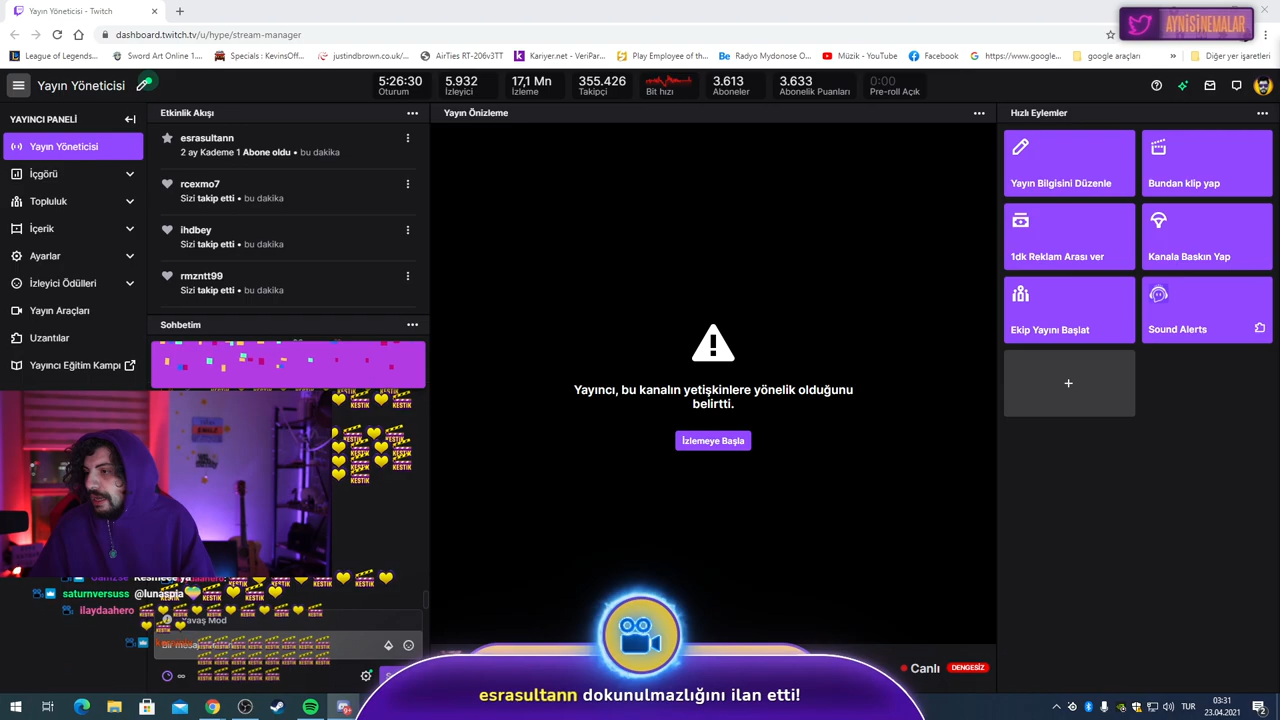 Yayın Yöneticisi - Twitch
AYNISINEMALAR
dashboard.twitch.tv/u/hype/stream-manager
League of Legends... Sword Art Online 1... Specials : KevinsOff... justindbrown.co.uk/... AirTies RT-206v3TT Kariyer.net - VeriPar... Play Employee of the... Radyo Mydonose O... Müzik - YouTube Facebook https://www.google... google araçları » Diğer yer işaretleri
Yayın Yöneticisi
5:26:30 5.932 17,1 Mn 355.426 3.613 3.633 0:00
Oturum İzleyici İzleme Takipçi Bit hızı Aboneler Abonelik Puanları Pre-roll Açık
YAYINCI PANELİ
Yayın Yöneticisi
İçgörü
Topluluk
İçerik
Ayarlar
İzleyici Ödülleri
Yayın Araçları
Uzantılar
Yayıncı Eğitim Kampı
Etkinlik Akışı
esrasultann
2 ay Kademe 1 Abone oldu • bu dakika
rcexmo7
Sizi takip etti • bu dakika
ihdbey
Sizi takip etti • bu dakika
rmzntt99
Sizi takip etti • bu dakika
Sohbetim
KESTIK
saturnversuss @lunaspia
ilaydaahero
Yavaş Mod
Yayın Önizleme
Yayıncı, bu kanalın yetişkinlere yönelik olduğunu
belirtti.
İzlemeye Başla
Canlı DENGESİZ
Hızlı Eylemler
Yayın Bilgisini Düzenle
Bundan klip yap
1dk Reklam Arası ver
Kanala Baskın Yap
Ekip Yayını Başlat
Sound Alerts
esrasultann dokunulmazlığını ilan etti!
TUR
03:31
23.04.2021